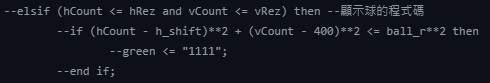 --elsif (hCount <= hRez and vCount <= vRez) then --顯示球的程式碼
--if (hCount - h_shift)**2 + (vCount - 400)**2 <= ball_r**2 then
--green <= "1111";
--end if;